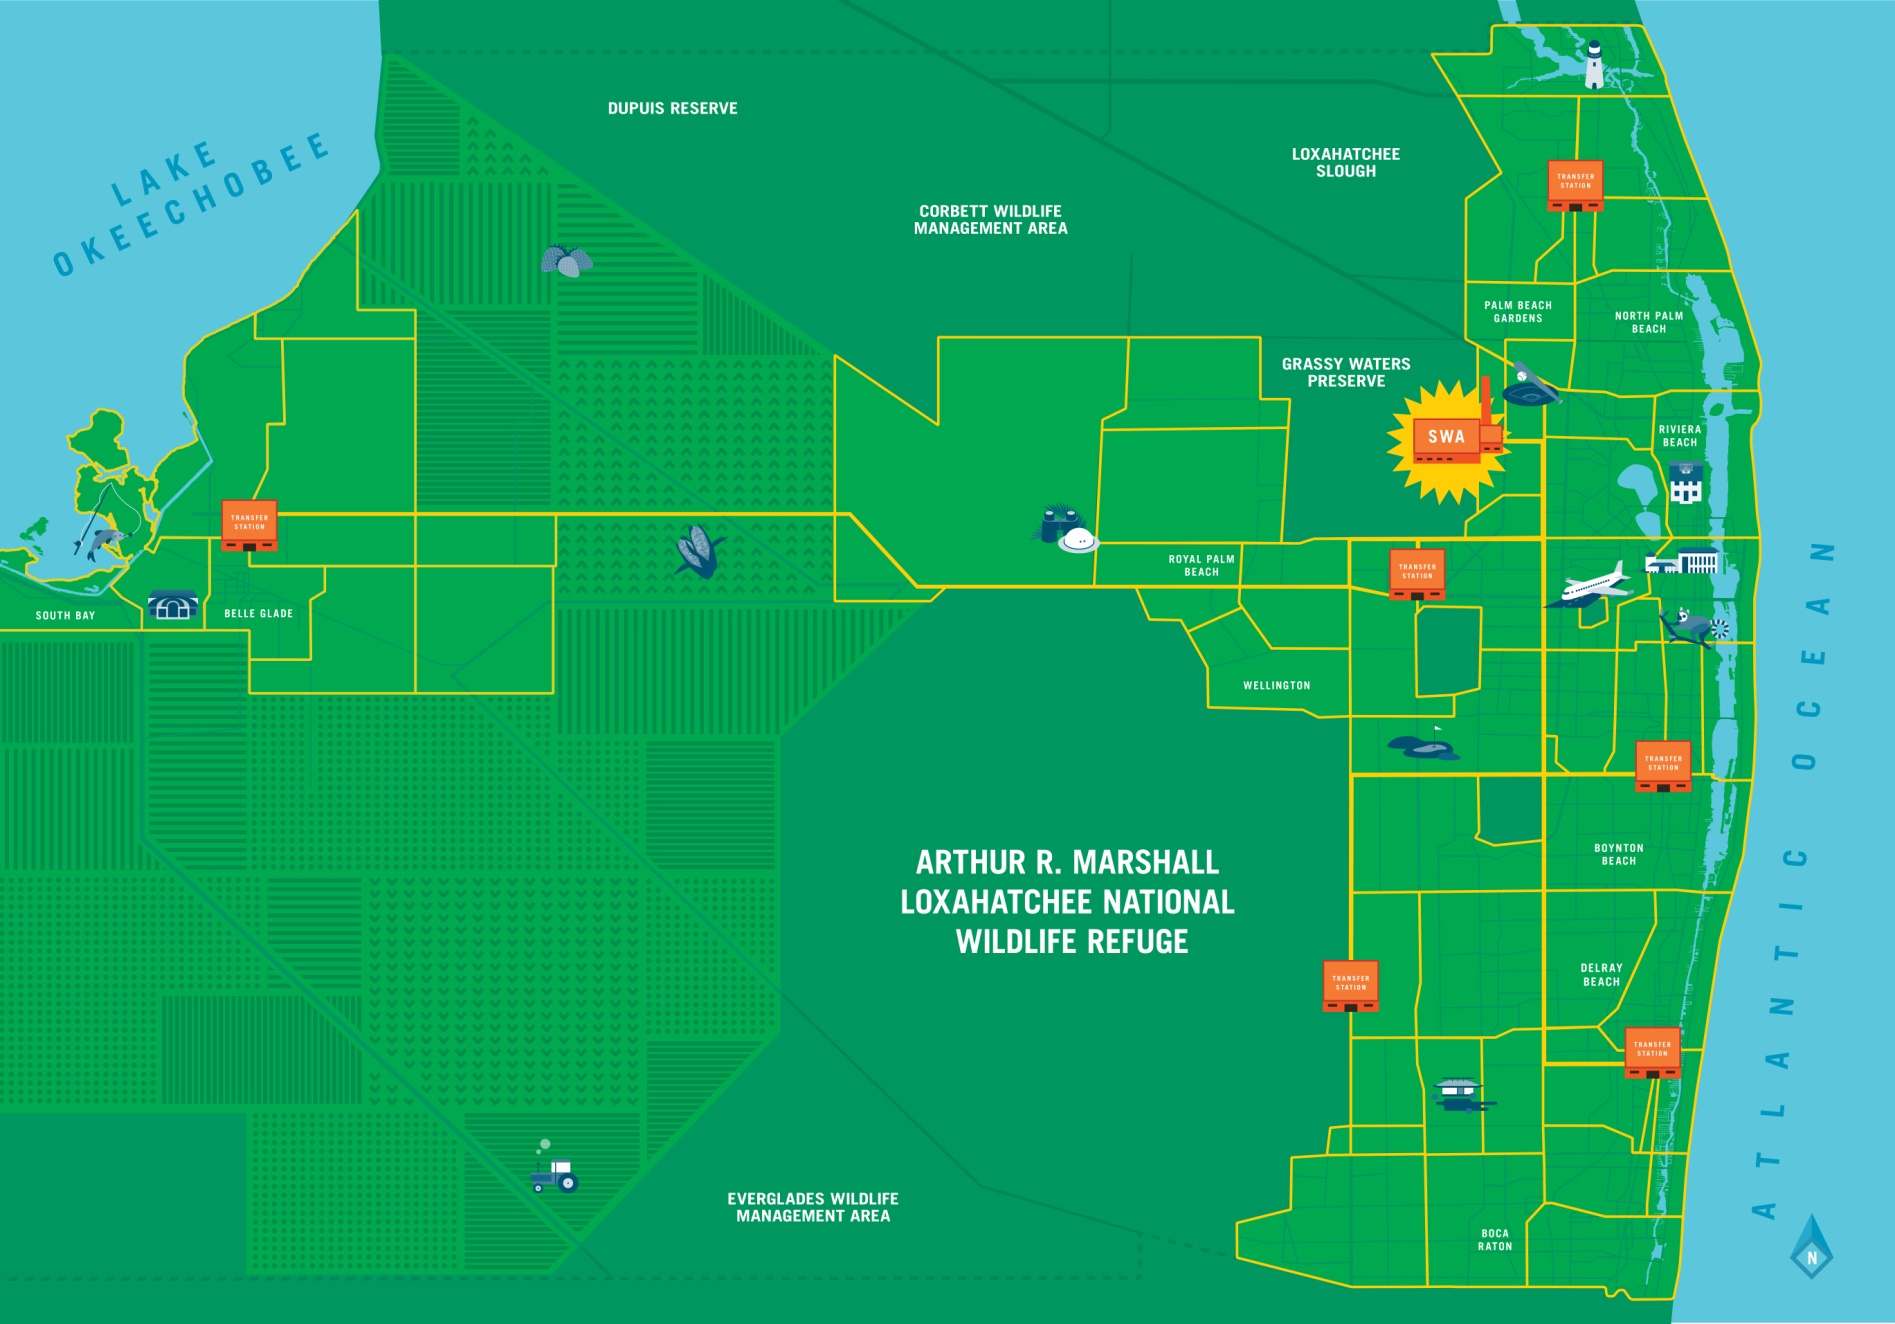 DUPUIS RESERVE
LAKE
OKEECHOBEE
LOXAHATCHEE
SLOUGH
TRANSFER
STATION
CORBETT WILDLIFE
MANAGEMENT AREA
PALM BEACH
GARDENS
NORTH PALM
BEACH
GRASSY WATERS
PRESERVE
SWA
RIVIERA
BEACH
TRANSFER
STATION
ROYAL PALM
BEACH
TRANSFER
STATION
SOUTH BAY
BELLE GLADE
WELLINGTON
ATLANTIC OCEAN
TRANSFER
STATION
BOYNTON
BEACH
ARTHUR R. MARSHALL
LOXAHATCHEE NATIONAL
WILDLIFE REFUGE
DELRAY
BEACH
TRANSFER
STATION
TRANSFER
STATION
EVERGLADES WILDLIFE
MANAGEMENT AREA
BOCA
RATON
N